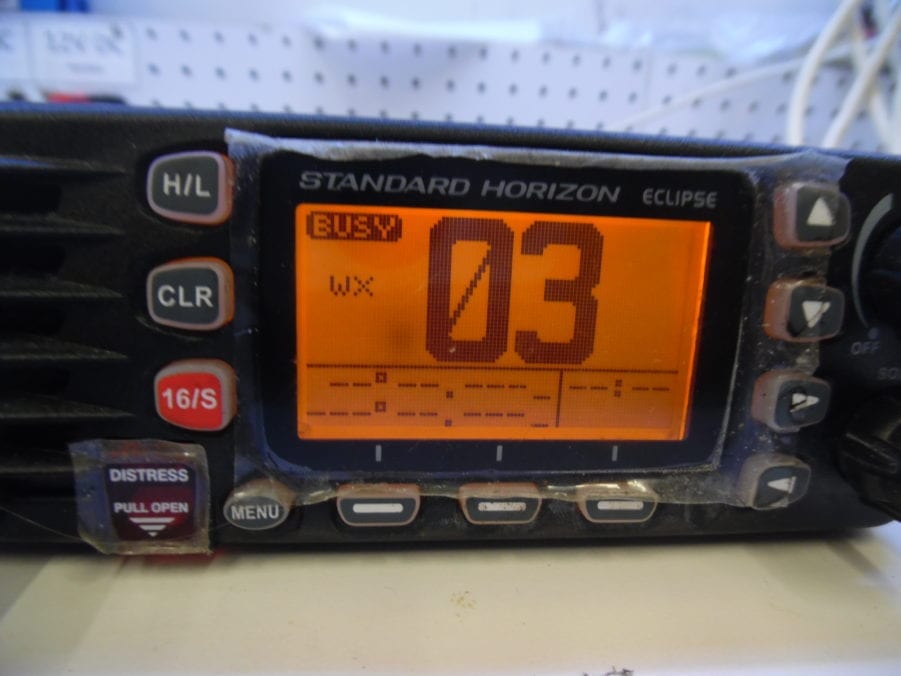 STANDARD HORIZON ECLIPSE
H/L
BUSY
03
WX
CLR
16/S
OFF
DISTRESS
PULL OPEN
MENU